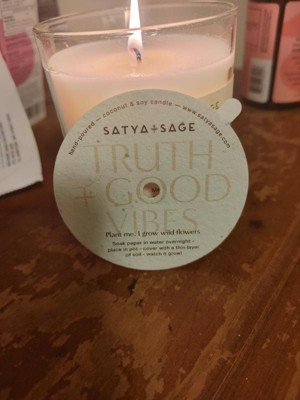 hand poured — coconut & soy candle — www.satyasage.com
SATYA+SAGE
TRUTH
+ GOOD
VIBES
Plant me, I grow wild flowers
Soak paper in water overnight -
place in pot - cover with a thin layer
of soil - watch it grow!